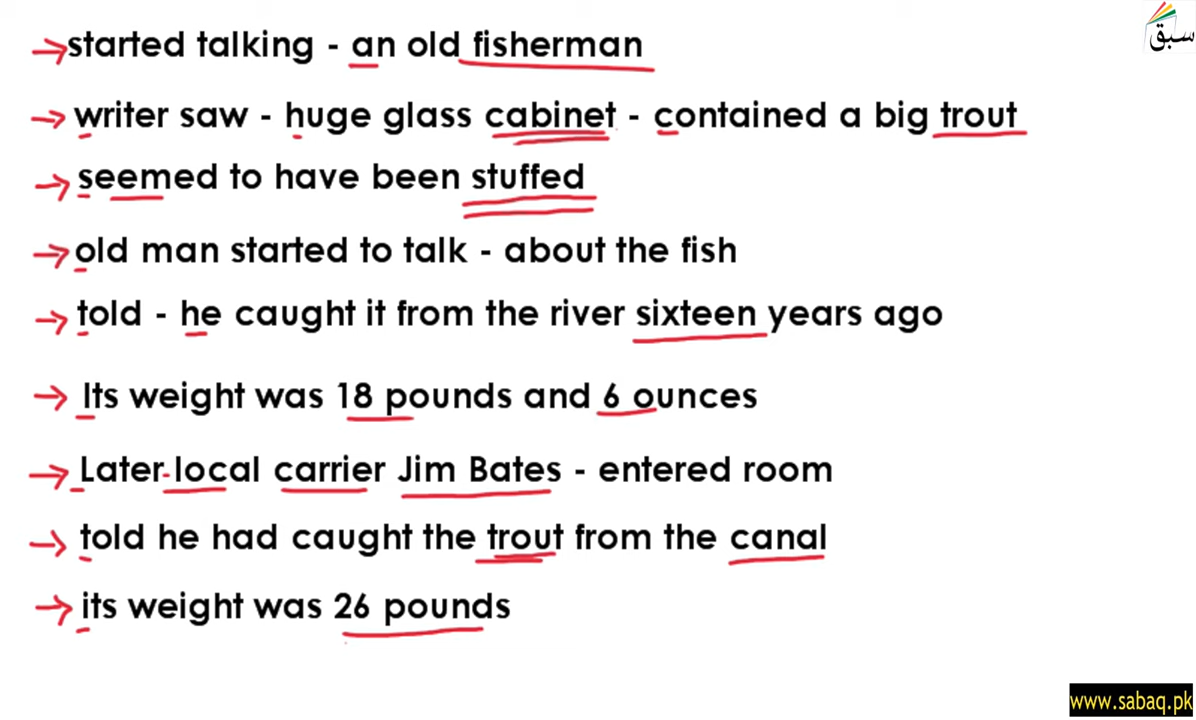 started talking - an old fisherman
writer saw - huge glass cabinet - contained a big trout
seemed to have been stuffed
old man started to talk - about the fish
told - he caught it from the river sixteen years ago
Its weight was 18 pounds and 6 ounces
Later-local carrier Jim Bates - entered room
told he had caught the trout from the canal
its weight was 26 pounds
سبق
www.sabaq.pk